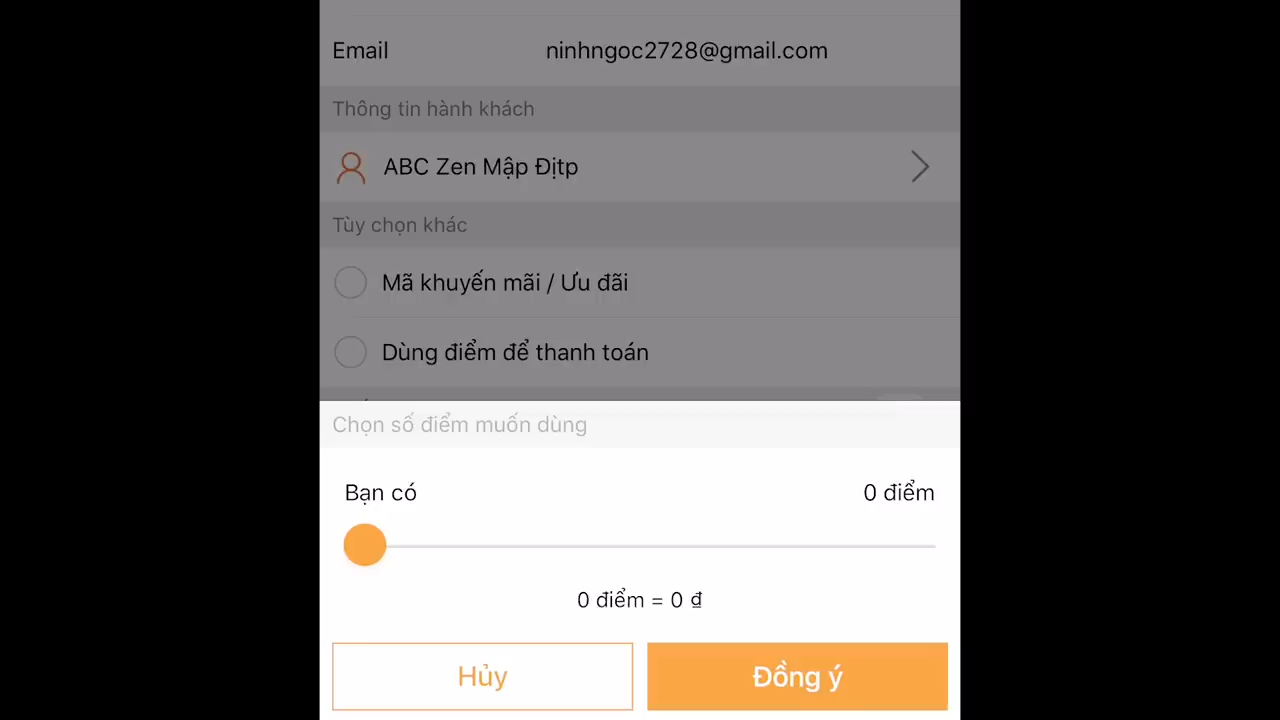 Email ninhngoc2728@gmail.com
Thông tin hành khách
ABC Zen Mập Địtp
Tùy chọn khác
Mã khuyến mãi / Ưu đãi
Dùng điểm để thanh toán
Chọn số điểm muốn dùng
Bạn có 0 điểm
0 điểm = 0 ₫
Hủy Đồng ý